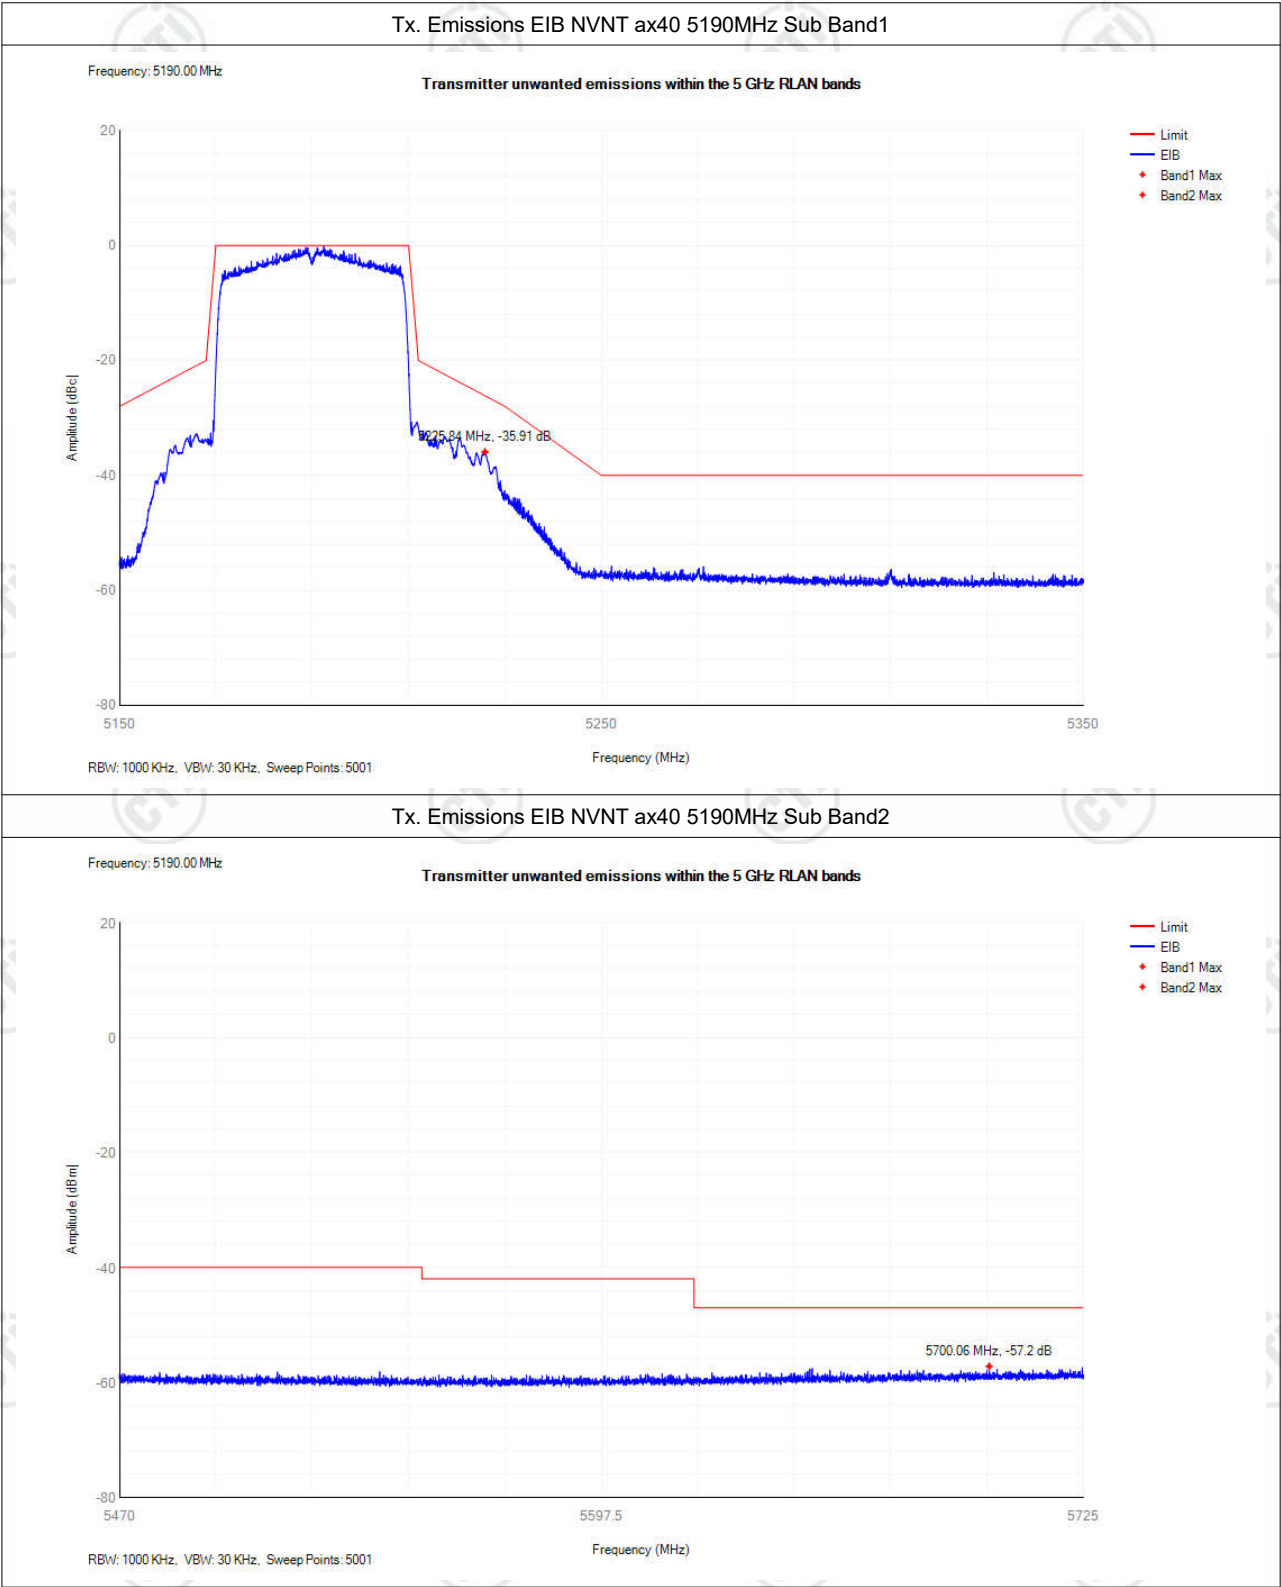 Tx. Emissions EIB NVNT ax40 5190MHz Sub Band1
Frequency: 5190.00 MHz
Transmitter unwanted emissions within the 5 GHz RLAN bands
20
0
-20
-40
-60
-80
Amplitude [dBc]
5225.84 MHz, -35.91 dB
Limit
EIB
Band1 Max
Band2 Max
5150
5250
5350
Frequency (MHz)
RBW: 1000 KHz, VBW: 30 KHz, Sweep Points: 5001
Tx. Emissions EIB NVNT ax40 5190MHz Sub Band2
Frequency: 5190.00 MHz
Transmitter unwanted emissions within the 5 GHz RLAN bands
20
0
-20
-40
-60
-80
Amplitude [dBm]
5700.06 MHz, -57.2 dB
Limit
EIB
Band1 Max
Band2 Max
5470
5597.5
5725
Frequency (MHz)
RBW: 1000 KHz, VBW: 30 KHz, Sweep Points: 5001